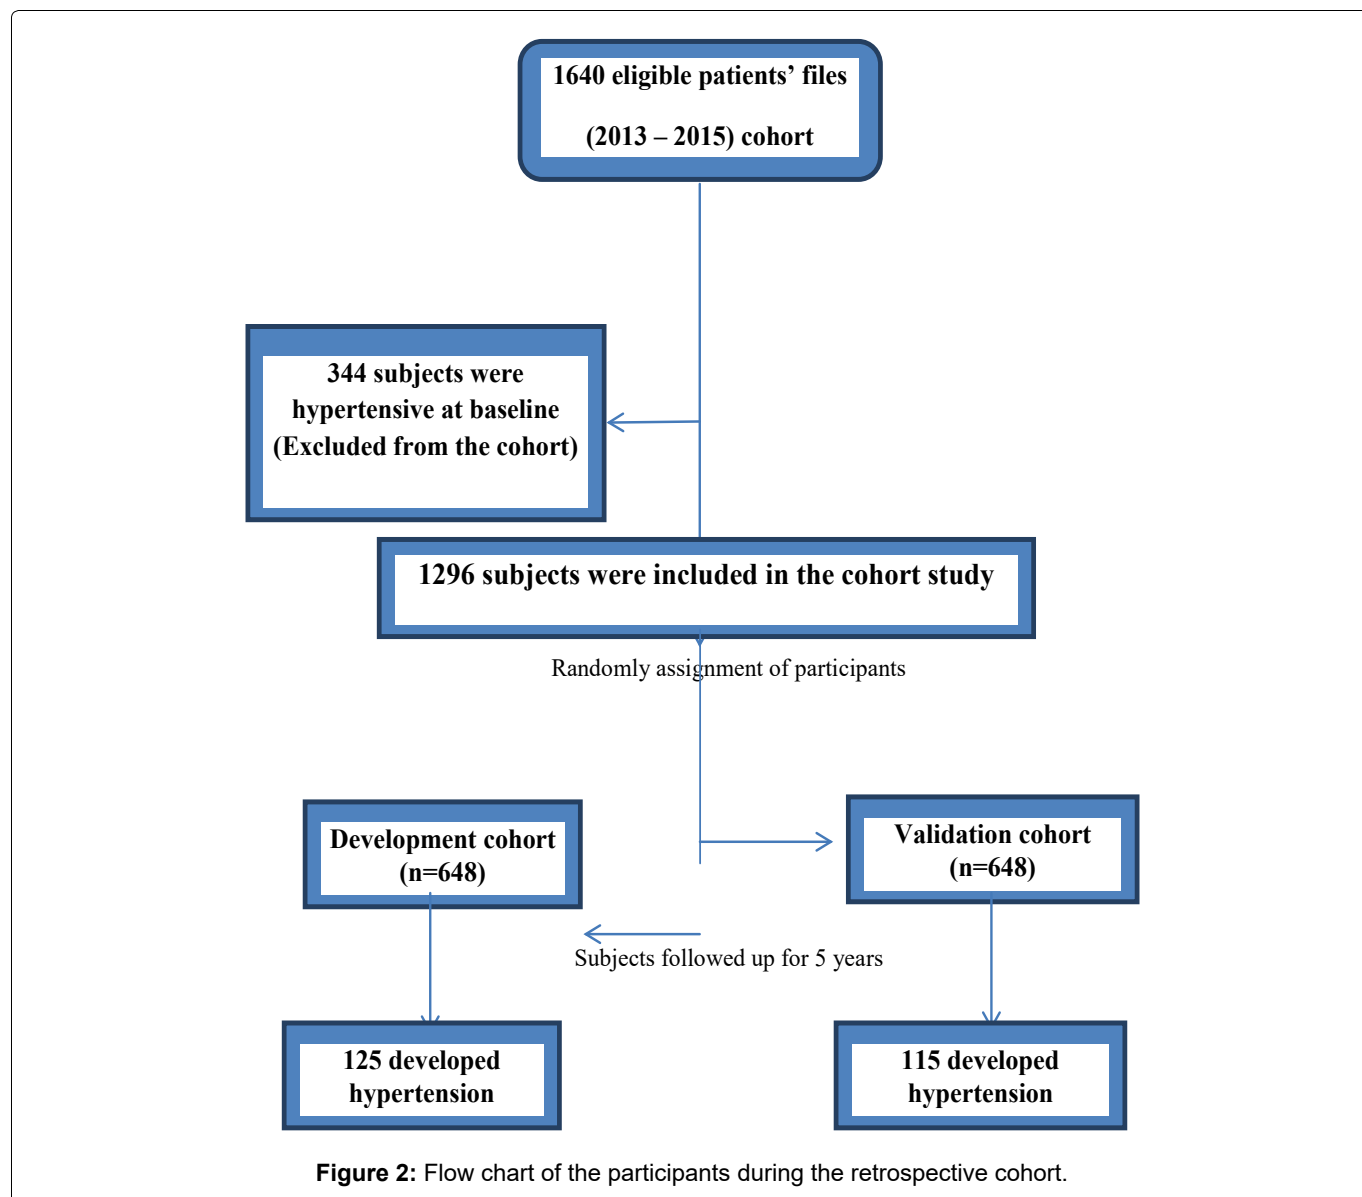 1640 eligible patients’ files
(2013 – 2015) cohort
344 subjects were
hypertensive at baseline
(Excluded from the cohort)
1296 subjects were included in the cohort study
Randomly assignment of participants
Development cohort
(n=648)
Validation cohort
(n=648)
Subjects followed up for 5 years
125 developed
hypertension
115 developed
hypertension
Figure 2: Flow chart of the participants during the retrospective cohort.